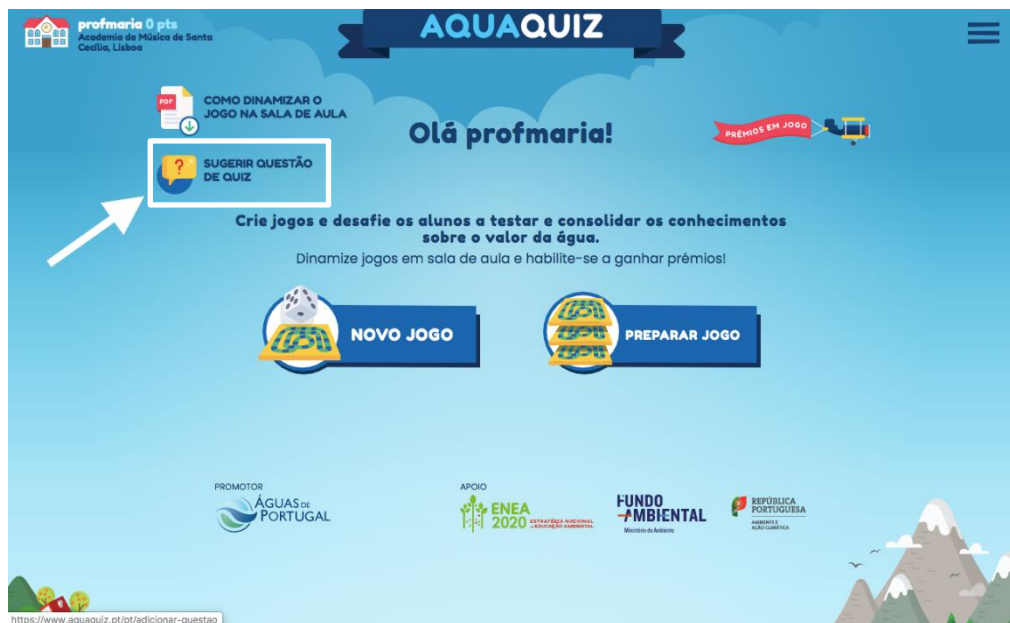 profmaria 0 pts
Academia de Música de Santa
Cecília, Lisboa
AQUAQUIZ
PDF
COMO DINAMIZAR O
JOGO NA SALA DE AULA
Olá profmaria!
PRÉMIOS EM JOGO
?
SUGERIR QUESTÃO
DE QUIZ
Crie jogos e desafie os alunos a testar e consolidar os conhecimentos
sobre o valor da água.
Dinamize jogos em sala de aula e habilite-se a ganhar prémios!
NOVO JOGO
PREPARAR JOGO
PROMOTOR
ÁGUAS DE
PORTUGAL
APOIO
ENEA
2020 ESTRATÉGIA NACIONAL
DE EDUCAÇÃO AMBIENTAL
FUNDO
AMBIENTAL
Ministério do Ambiente
REPÚBLICA
PORTUGUESA
AMBIENTE E
AÇÃO CLIMÁTICA
https://www.aquaquiz.pt/pt/adicionar-questao